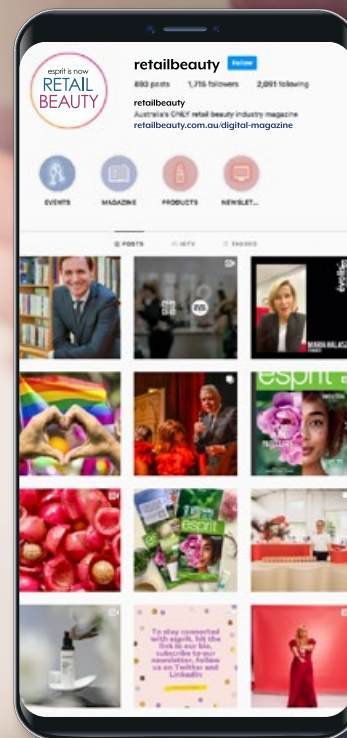 esprit is now
RETAIL
BEAUTY
retailbeauty
Follow
893 posts 1,715 followers 2,091 following
retailbeauty
Australia's ONLY retail beauty industry magazine
retailbeauty.com.au/digital-magazine
EVENTS
MAGAZINE
PRODUCTS
NEWSLET...
POSTS
IGTV
TAGGED
évolis
MARIA HALASZ
esprit
esprit
To stay connected
with esprit, hit the
link in our bio,
subscribe to our
newsletter, follow
us on Twitter and
LinkedIn